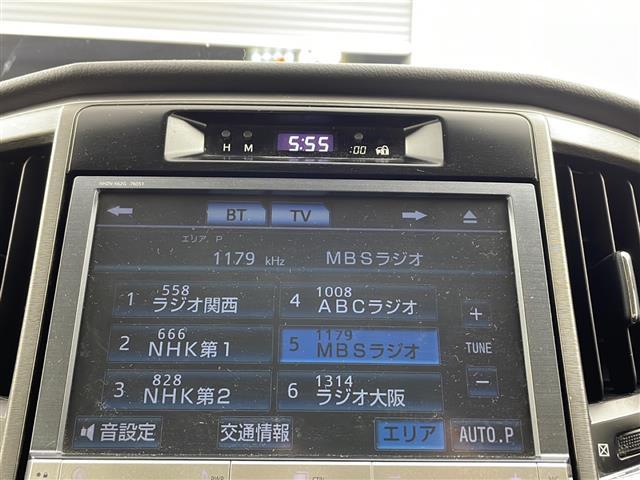 H M 5:55 :00
BT TV
エリア P
1179 kHz MBSラジオ
1 558 ラジオ関西
4 1008 ABCラジオ
2 666 NHK第1
5 1179 MBSラジオ
TUNE
3 828 NHK第2
6 1314 ラジオ大阪
音設定 交通情報 エリア AUTO.P